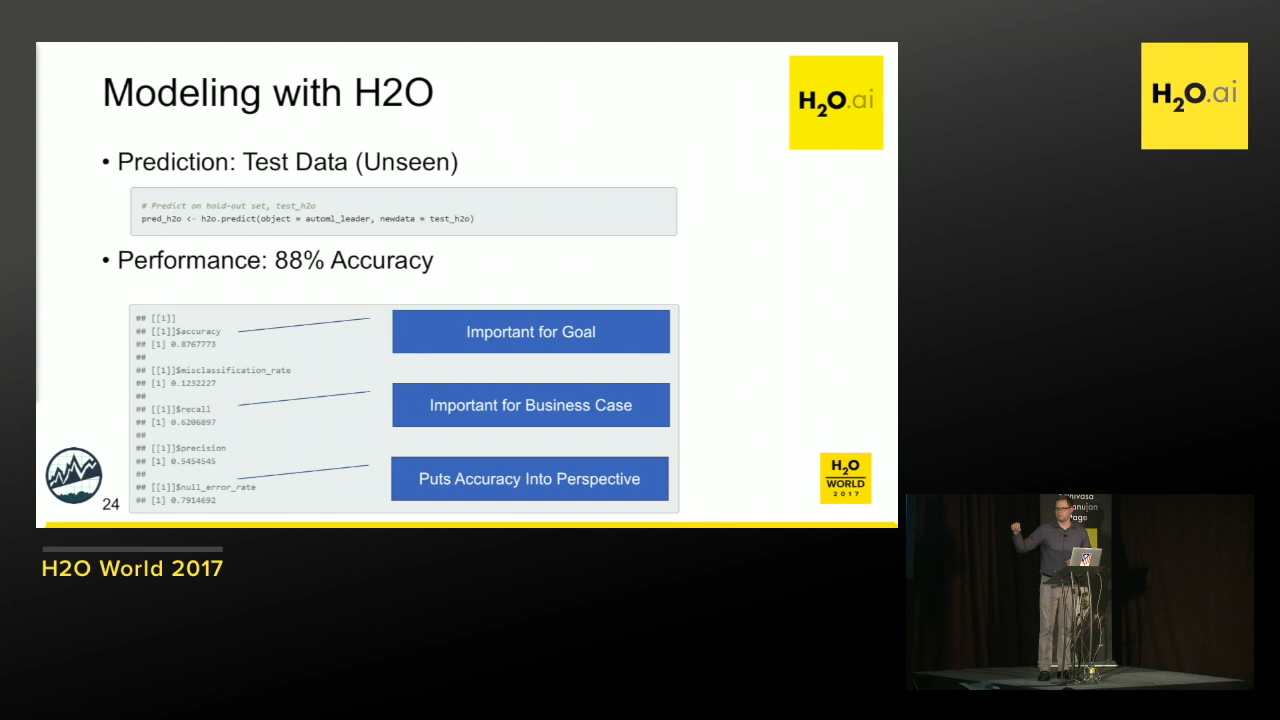 Modeling with H2O
H2O.ai
H2O.ai
• Prediction: Test Data (Unseen)
# Predict on hold-out set, test_h2o
pred_h2o <- h2o.predict(object = automl_leader, newdata = test_h2o)
• Performance: 88% Accuracy
## [[1]]
## [[1]]$accuracy
## [1] 0.8767773
##
## [[1]]$misclassification_rate
## [1] 0.1232227
##
## [[1]]$recall
## [1] 0.6206897
##
## [[1]]$precision
## [1] 0.5454545
##
## [[1]]$null_error_rate
## [1] 0.7914692
Important for Goal
Important for Business Case
Puts Accuracy Into Perspective
24
H2O
WORLD
2017
H2O World 2017